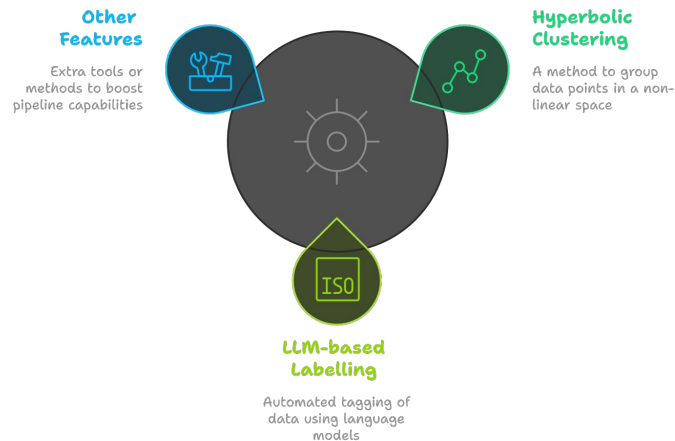 Other
Features
Extra tools or
methods to boost
pipeline capabilities
Hyperbolic
Clustering
A method to group
data points in a non-
linear space
ISO
LLM-based
Labelling
Automated tagging of
data using language
models